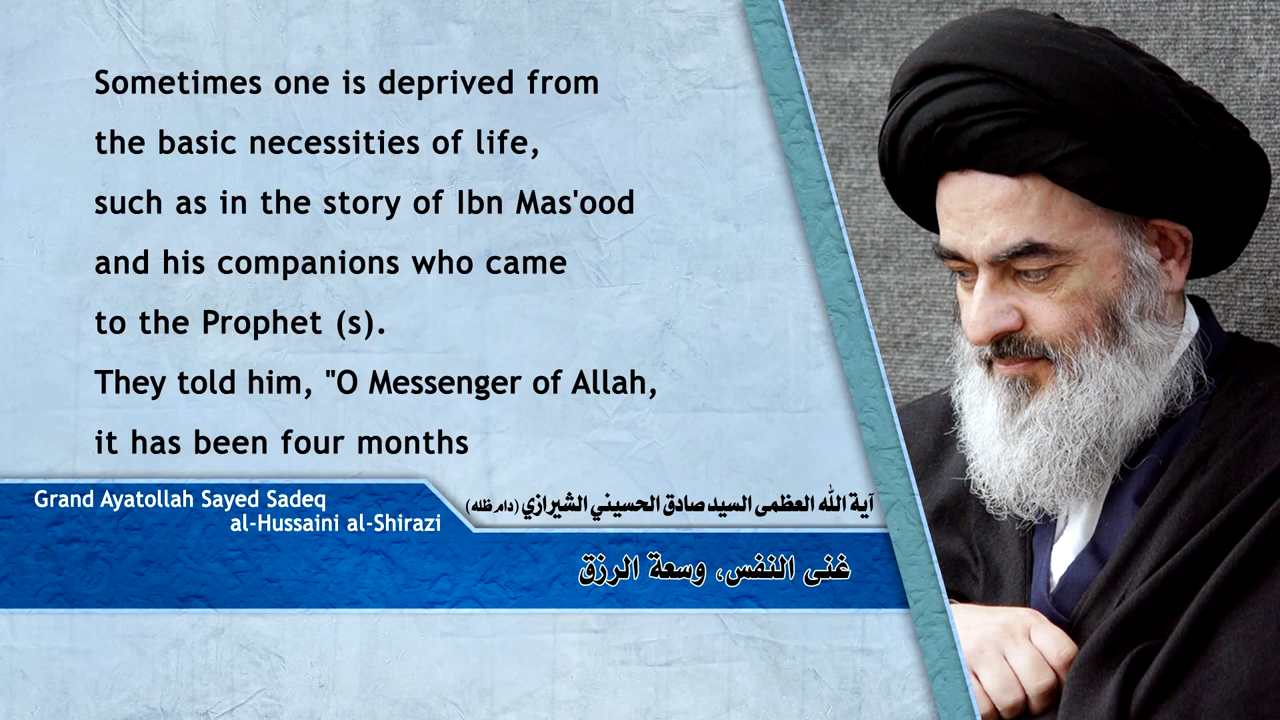 Sometimes one is deprived from
the basic necessities of life,
such as in the story of Ibn Mas'ood
and his companions who came
to the Prophet (s).
They told him, "O Messenger of Allah,
it has been four months
Grand Ayatollah Sayed Sadeq
al-Hussaini al-Shirazi
آية الله العظمى السيد صادق الحسيني الشيرازي (دام ظله)
غنى النفس، وسعة الرزق